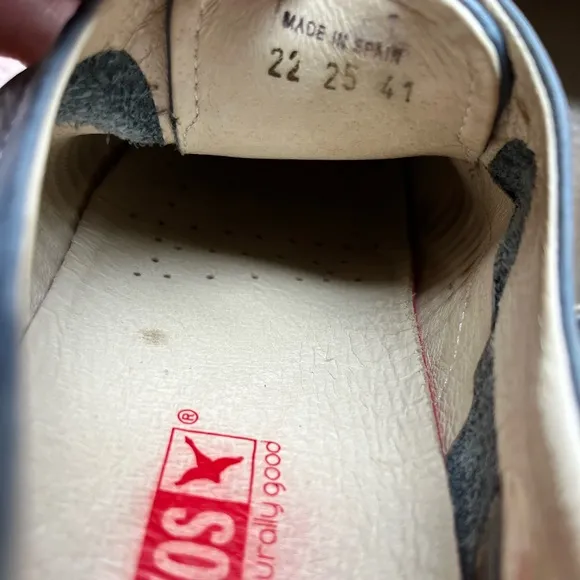 MADE IN SPAIN
22 25 41
®
OS
urally good